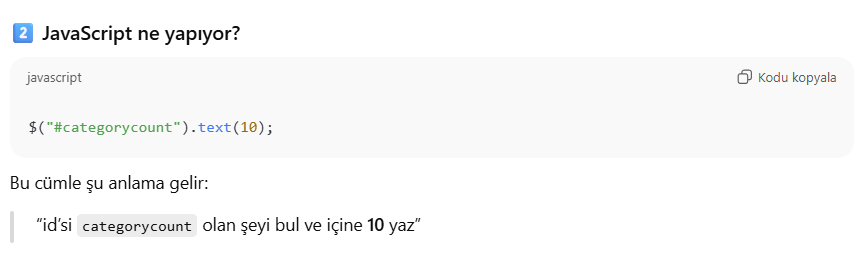 2 JavaScript ne yapıyor?
javascript
Kodu kopyala
$("#categorycount").text(10);
Bu cümle şu anlama gelir:
“id’si categorycount olan şeyi bul ve içine 10 yaz”